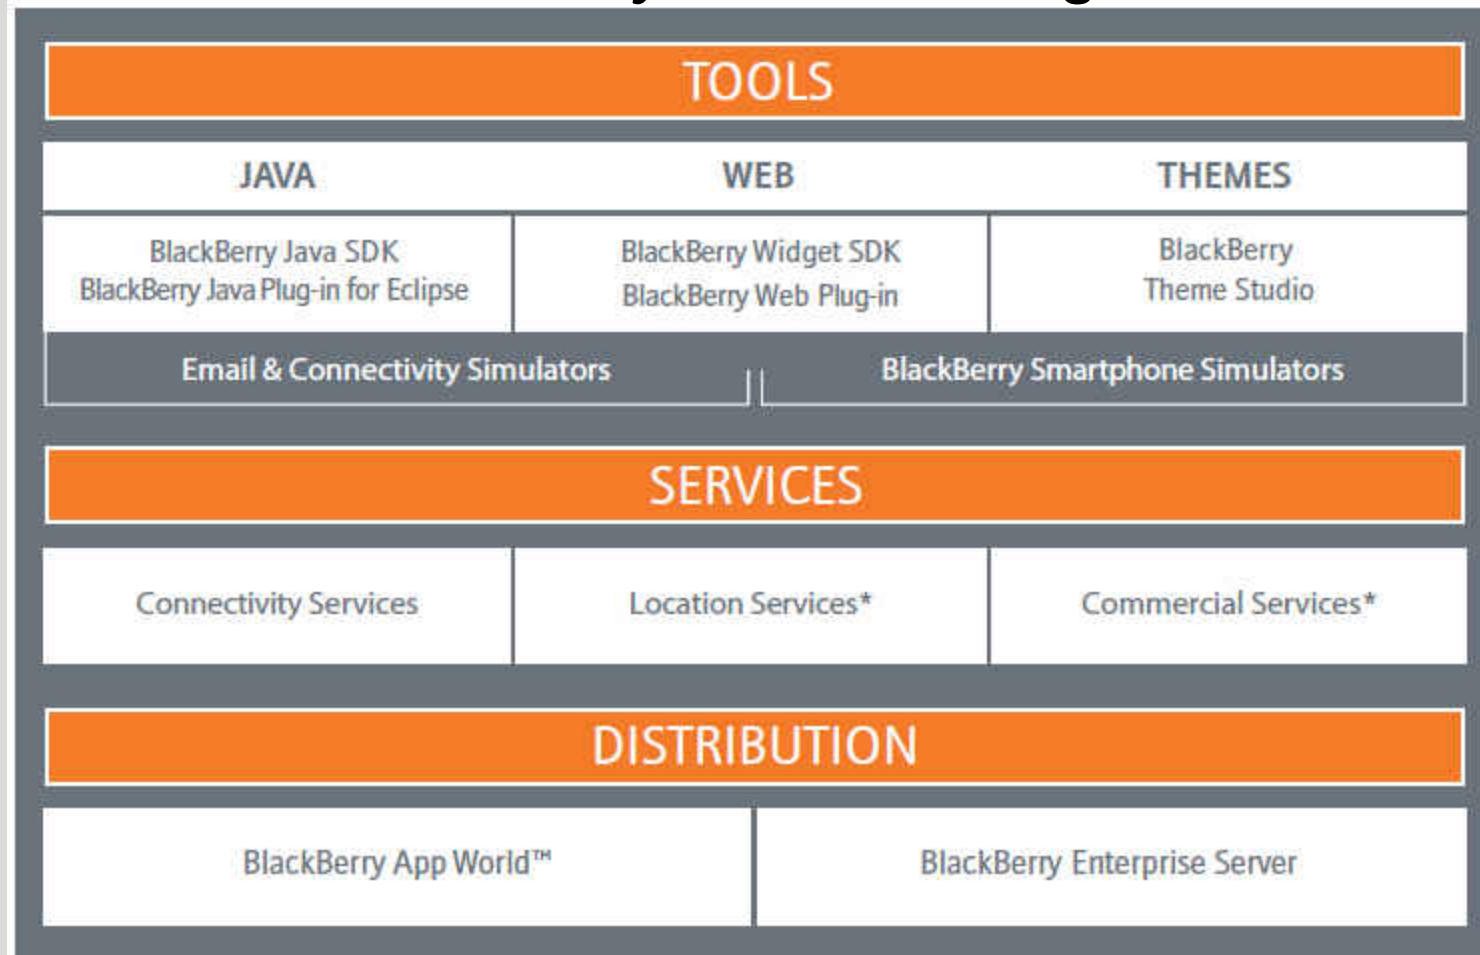 TOOLS
JAVA WEB THEMES
BlackBerry Java SDK
BlackBerry Java Plug-in for Eclipse
BlackBerry Widget SDK
BlackBerry Web Plug-in
BlackBerry
Theme Studio
Email & Connectivity Simulators
BlackBerry Smartphone Simulators
SERVICES
Connectivity Services
Location Services*
Commercial Services*
DISTRIBUTION
BlackBerry App World™
BlackBerry Enterprise Server